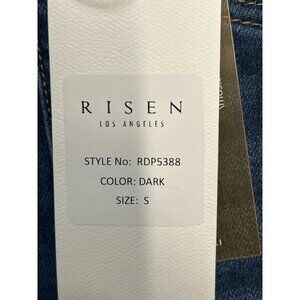 RISEN
LOS ANGELES
STYLE No: RDP5388
COLOR: DARK
SIZE: S